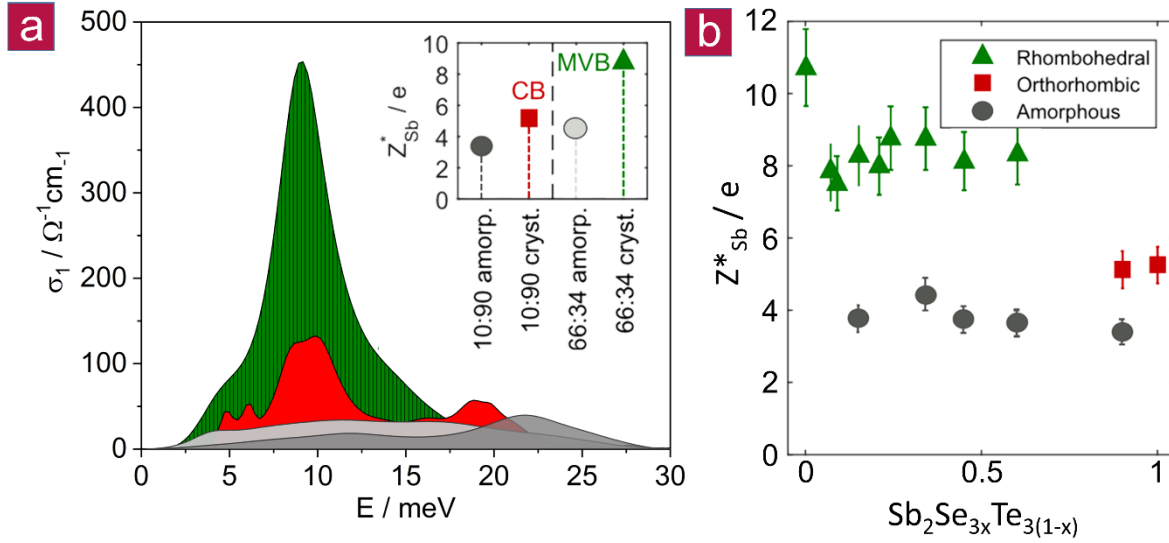 a
500
400
300
200
100
0
σ₁ / Ω⁻¹cm₋₁
0 5 10 15 20 25 30
E / meV
10
8
6
4
2
0
Z*Sb / e
CB
MVB
10:90 amorp.
10:90 cryst.
66:34 amorp.
66:34 cryst.
b
12
10
8
6
4
2
0
Z*Sb / e
Rhombohedral
Orthorhombic
Amorphous
0 0.5 1
Sb₂Se₃ₓTe₃₍₁₋ₓ₎